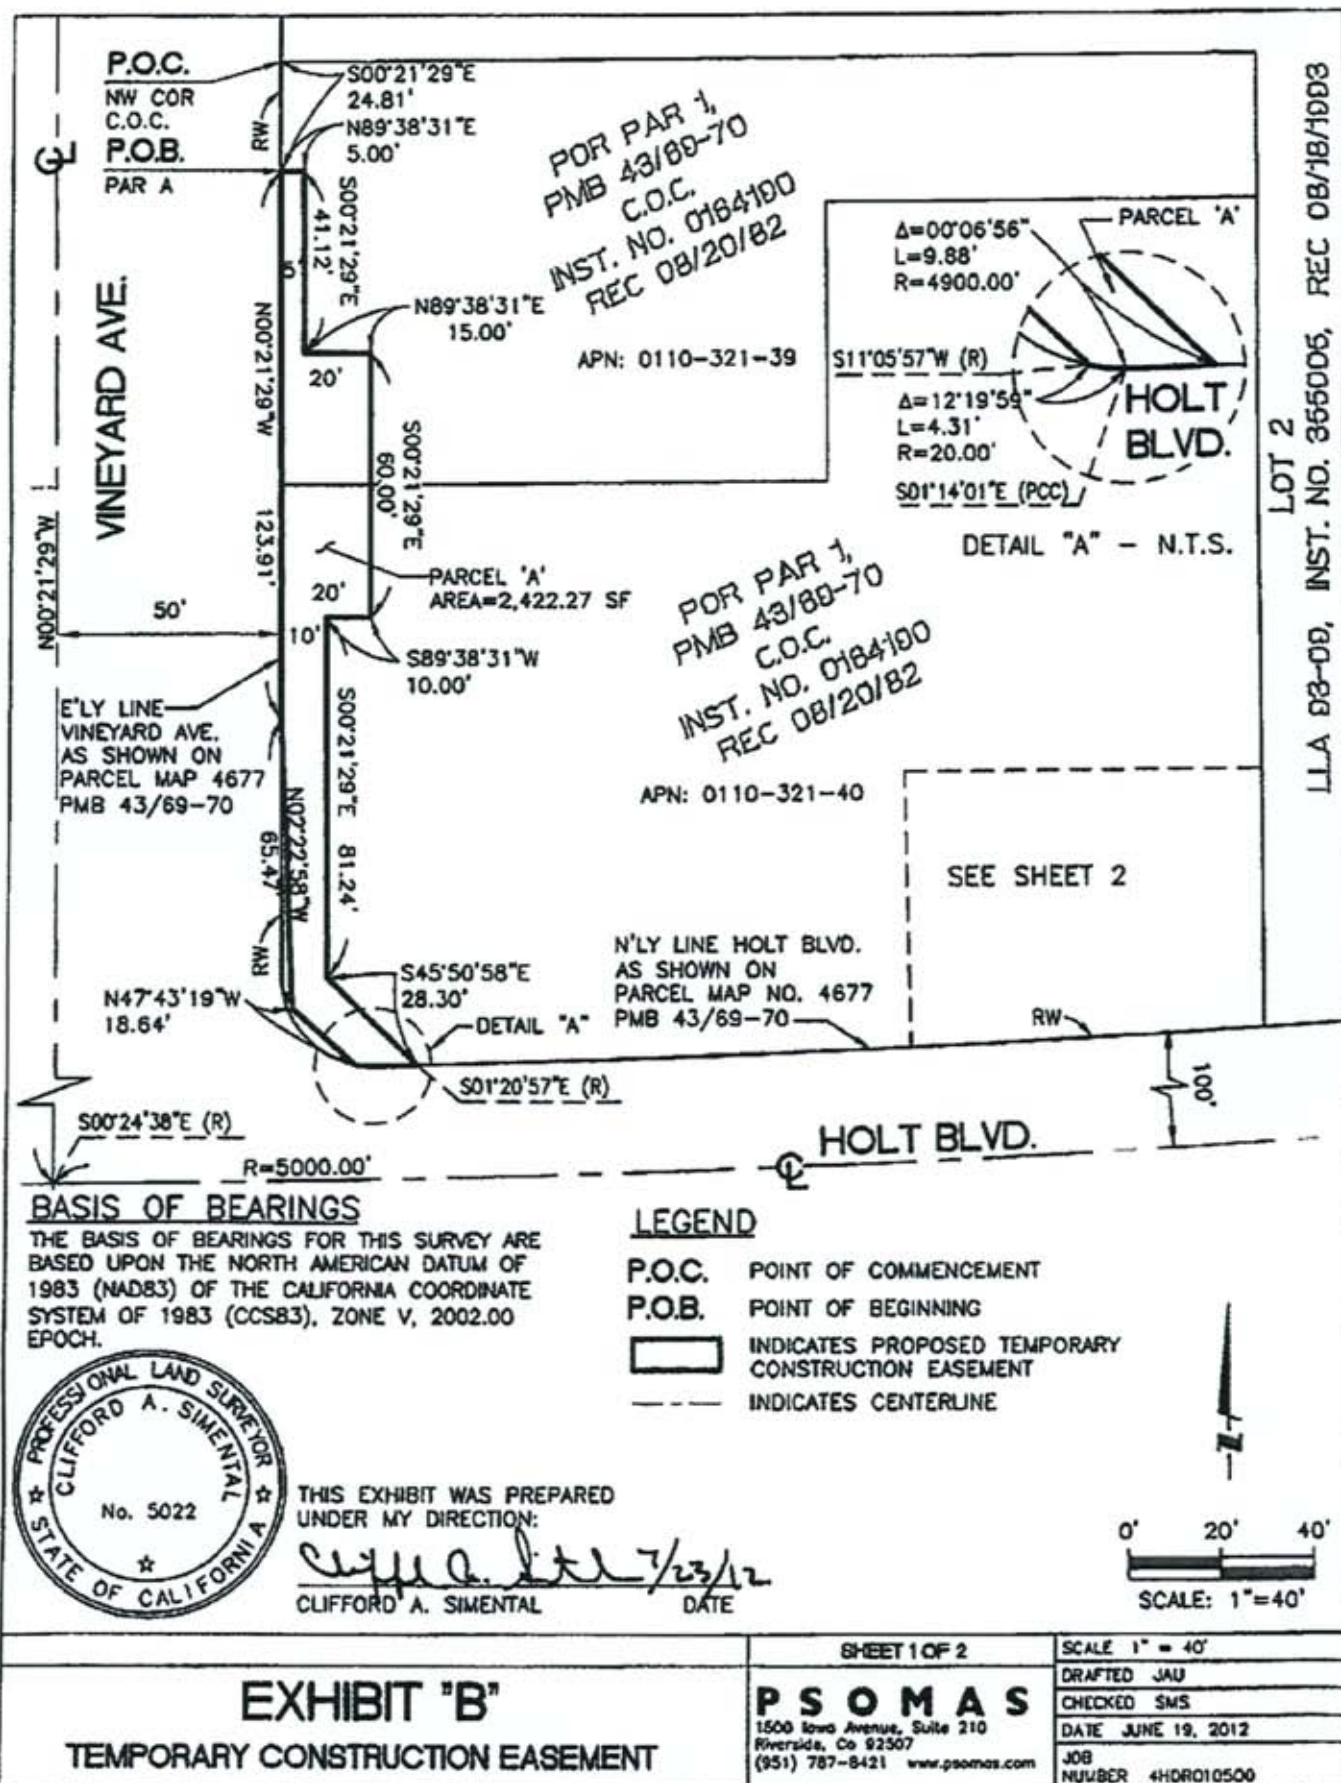 P.O.C.
NW COR
C.O.C.
P.O.B.
PAR A
S00°21'29"E
24.81'
N89°38'31"E
5.00'
RW
S00°21'29"E
41.12'
5'
N89°38'31"E
15.00'
20'
POR PAR 1,
PMB 43/69-70
C.O.C.
INST. NO. 0164100
REC 08/20/82
APN: 0110-321-39
Δ=00°06'56"
L=9.88'
R=4900.00'
PARCEL 'A'
S11°05'57"W (R)
Δ=12°19'59"
L=4.31'
R=20.00'
S01°14'01"E (PCC)
HOLT
BLVD.
DETAIL "A" - N.T.S.
LOT 2
LLA 93-09, INST. NO. 355006, REC 08/18/1993
VINEYARD AVE.
N00°21'29"W
123.91'
N00°21'29"W
50'
S00°21'29"E
60.00'
PARCEL 'A'
AREA=2,422.27 SF
20'
10'
S89°38'31"W
10.00'
POR PAR 1,
PMB 43/69-70
C.O.C.
INST. NO. 0164100
REC 08/20/82
APN: 0110-321-40
E'LY LINE
VINEYARD AVE.
AS SHOWN ON
PARCEL MAP 4677
PMB 43/69-70
S00°21'29"E 81.24'
N02°22'58"W
65.47'
RW
SEE SHEET 2
N47°43'19"W
18.64'
S45°50'58"E
28.30'
DETAIL "A"
N'LY LINE HOLT BLVD.
AS SHOWN ON
PARCEL MAP NO. 4677
PMB 43/69-70
RW
S01°20'57"E (R)
100'
S00°24'38"E (R)
R=5000.00'
HOLT BLVD.
BASIS OF BEARINGS
THE BASIS OF BEARINGS FOR THIS SURVEY ARE
BASED UPON THE NORTH AMERICAN DATUM OF
1983 (NAD83) OF THE CALIFORNIA COORDINATE
SYSTEM OF 1983 (CCS83), ZONE V, 2002.00
EPOCH.
LEGEND
P.O.C. POINT OF COMMENCEMENT
P.O.B. POINT OF BEGINNING
INDICATES PROPOSED TEMPORARY
CONSTRUCTION EASEMENT
INDICATES CENTERLINE
PROFESSIONAL LAND SURVEYOR
CLIFFORD A. SIMENTAL
No. 5022
STATE OF CALIFORNIA
THIS EXHIBIT WAS PREPARED
UNDER MY DIRECTION:
7/23/12
CLIFFORD A. SIMENTAL DATE
N
0' 20' 40'
SCALE: 1"=40'
EXHIBIT "B"
TEMPORARY CONSTRUCTION EASEMENT
SHEET 1 OF 2
PSOMAS
1500 Iowa Avenue, Suite 210
Riverside, Ca 92507
(951) 787-8421 www.psomas.com
SCALE 1" = 40'
DRAFTED JAU
CHECKED SMS
DATE JUNE 19, 2012
JOB
NUMBER 4HDR010500